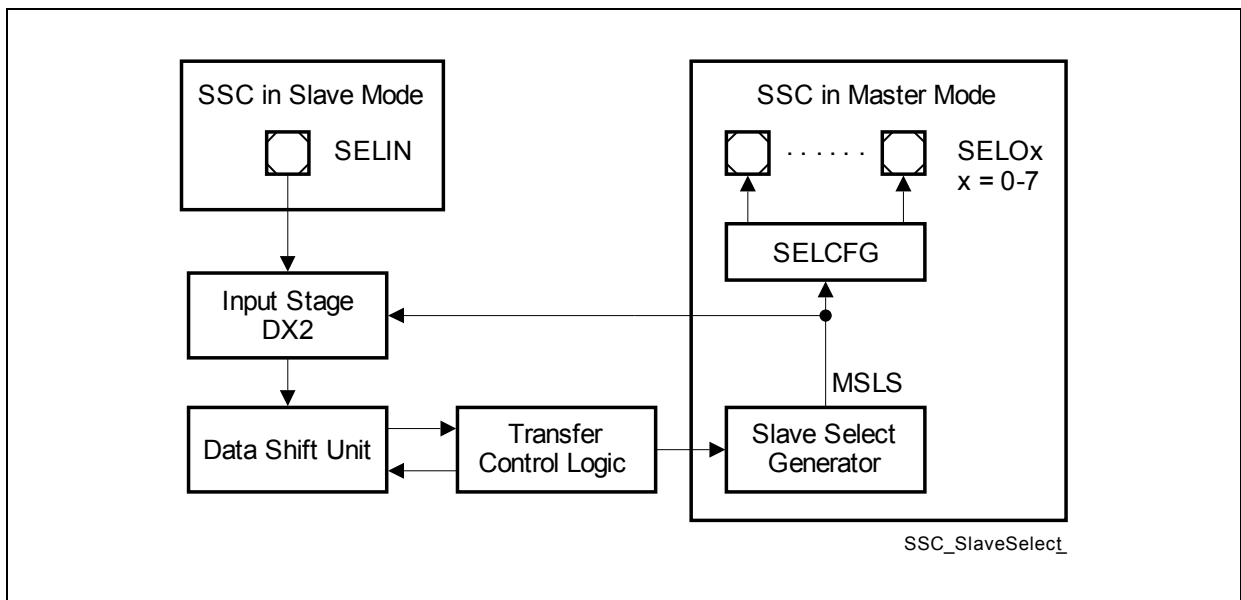 SSC in Slave Mode
SELIN
SSC in Master Mode
. . . . . .
SELOx
x = 0-7
SELCFG
Input Stage
DX2
MSLS
Data Shift Unit
Transfer
Control Logic
Slave Select
Generator
SSC_SlaveSelect_